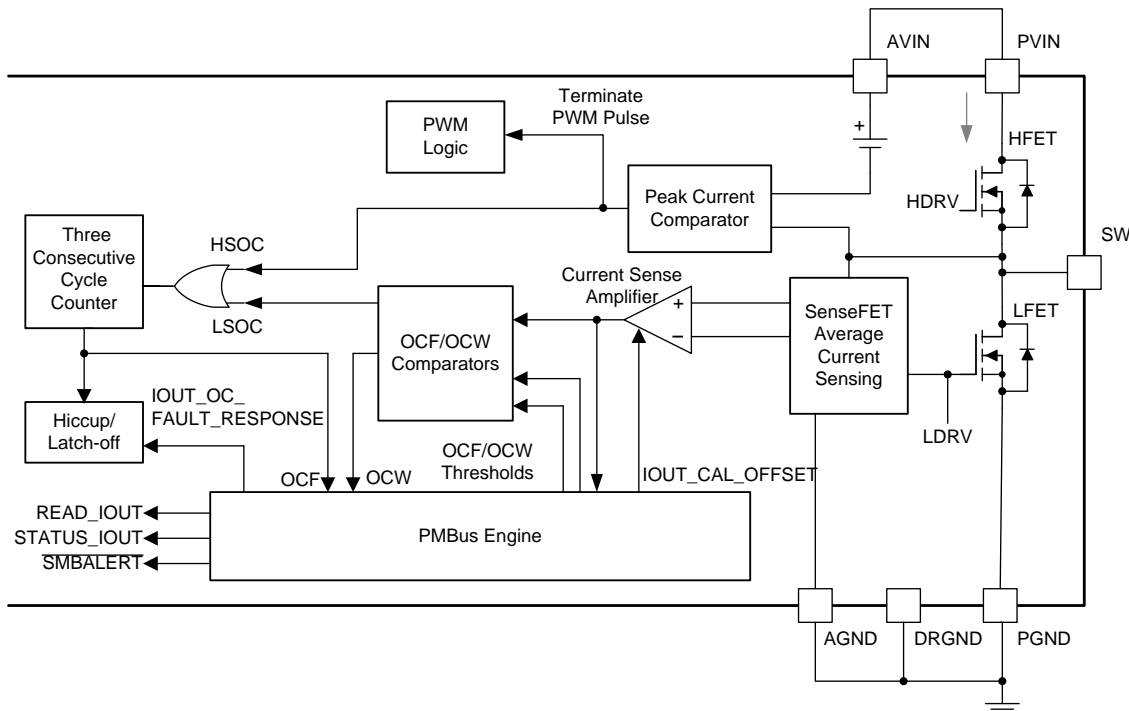 AVIN
PVIN
Terminate
PWM Pulse
PWM
Logic
+
HFET
Peak Current
Comparator
HDRV
SW
Three
Consecutive
Cycle
Counter
HSOC
LSOC
Current Sense
Amplifier
+
−
SenseFET
Average
Current
Sensing
LFET
OCF/OCW
Comparators
IOUT_OC_
FAULT_RESPONSE
Hiccup/
Latch-off
LDRV
OCF/OCW
Thresholds
OCF
OCW
IOUT_CAL_OFFSET
READ_IOUT
STATUS_IOUT
SMBALERT
PMBus Engine
AGND
DRGND
PGND